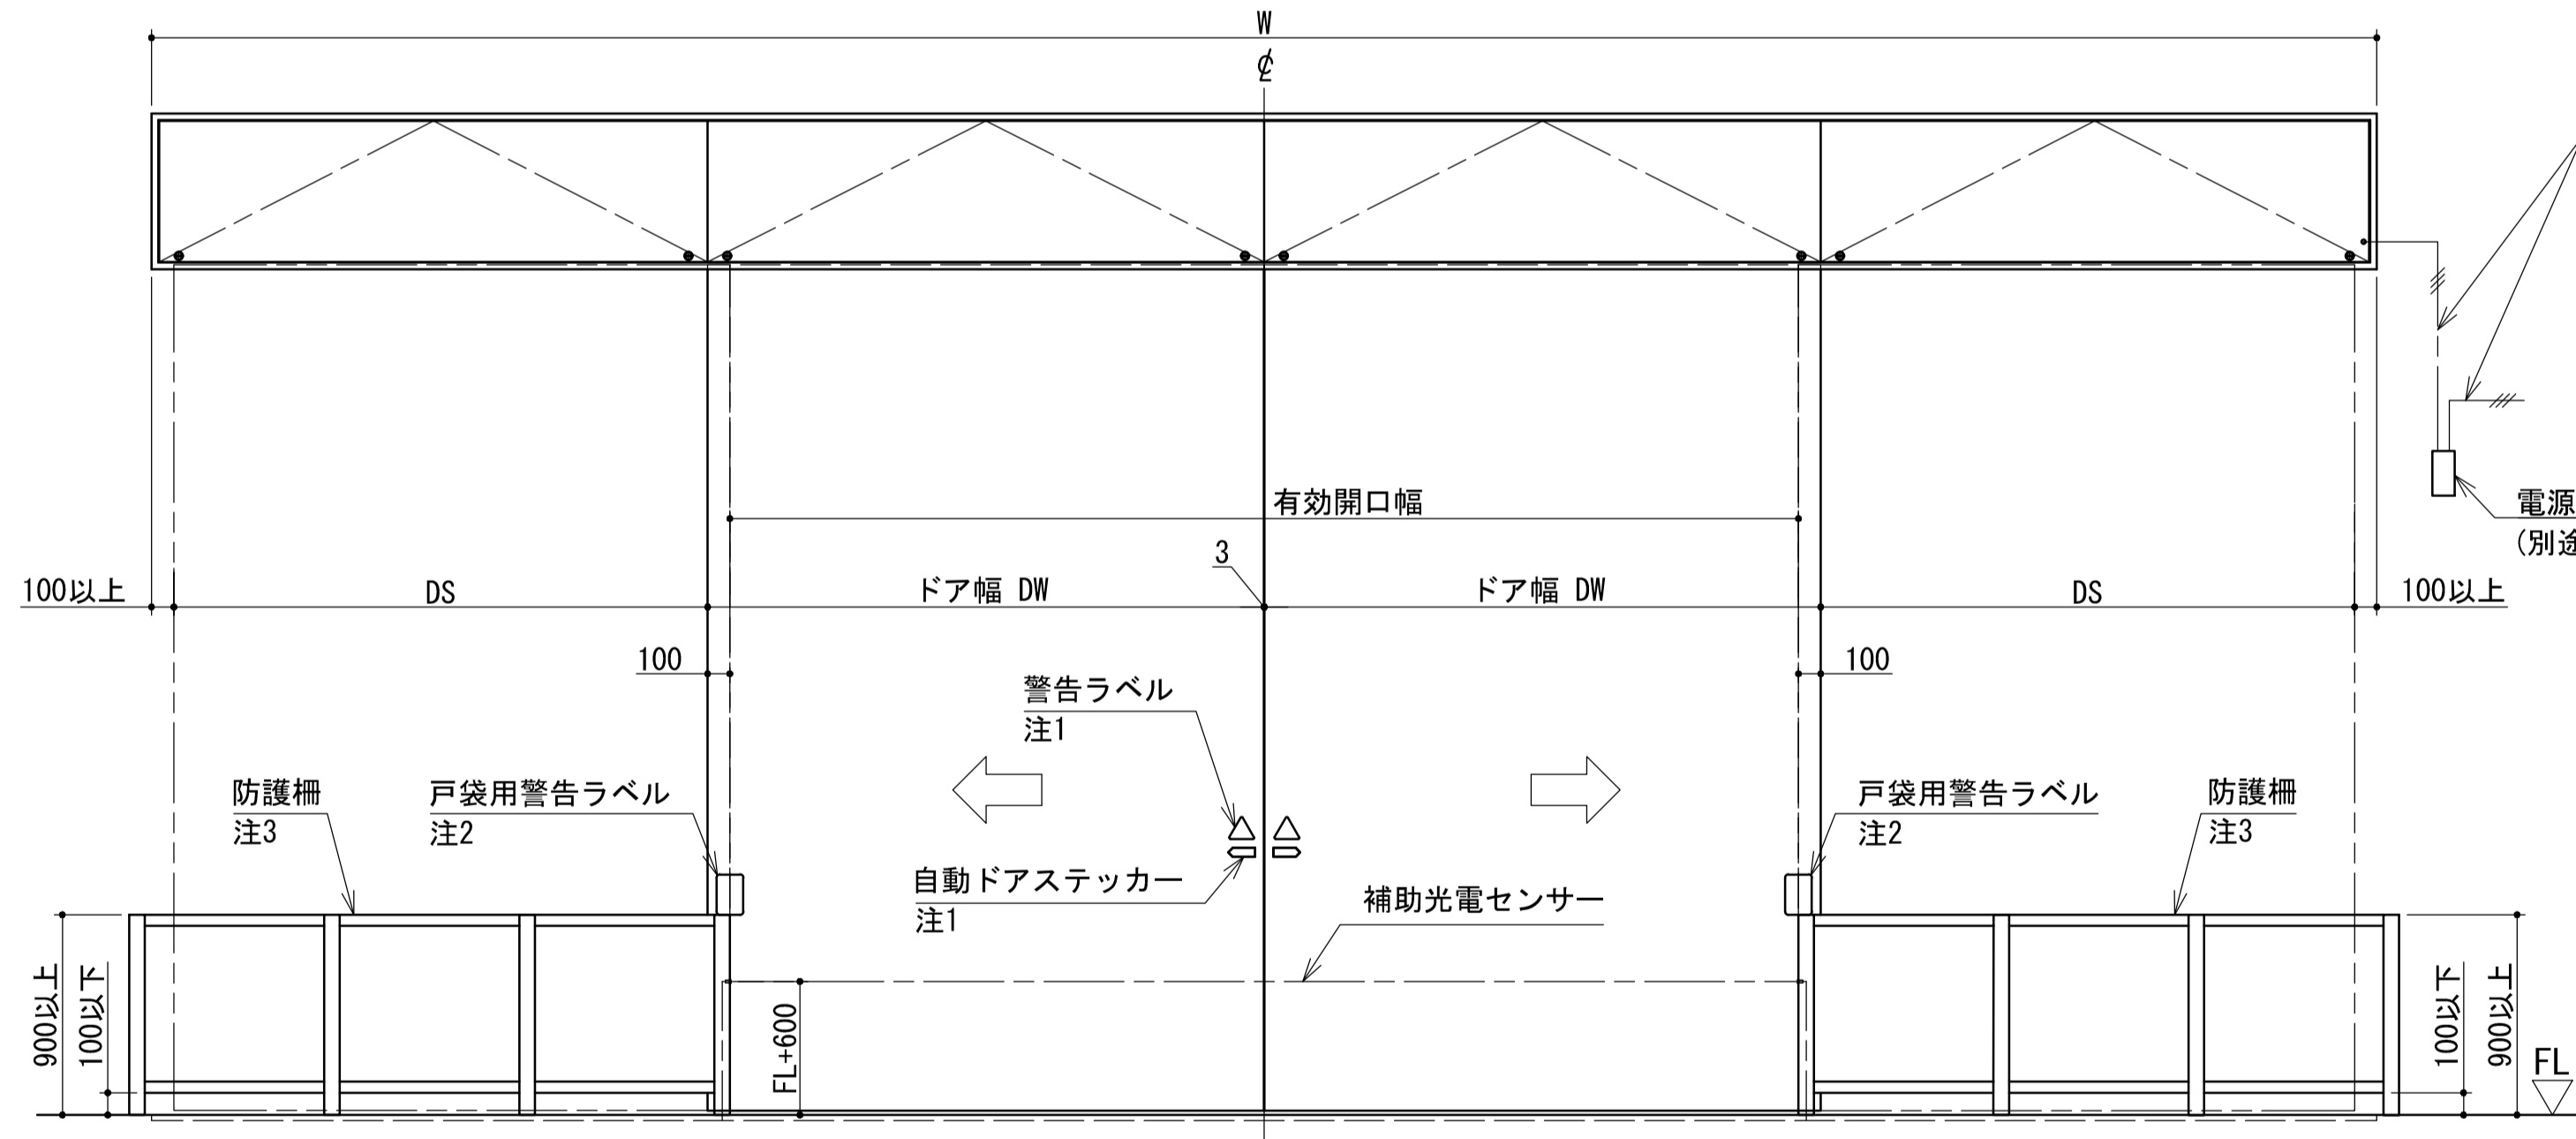 W
℄
有効開口幅
電源
(別途
3
100以上
DS
ドア幅 DW
ドア幅 DW
DS
100以上
100
100
警告ラベル
注1
防護柵
注3
戸袋用警告ラベル
注2
戸袋用警告ラベル
注2
防護柵
注3
自動ドアステッカー
注1
補助光電センサー
900以上
100以下
FL+600
100以下
900以上
FL